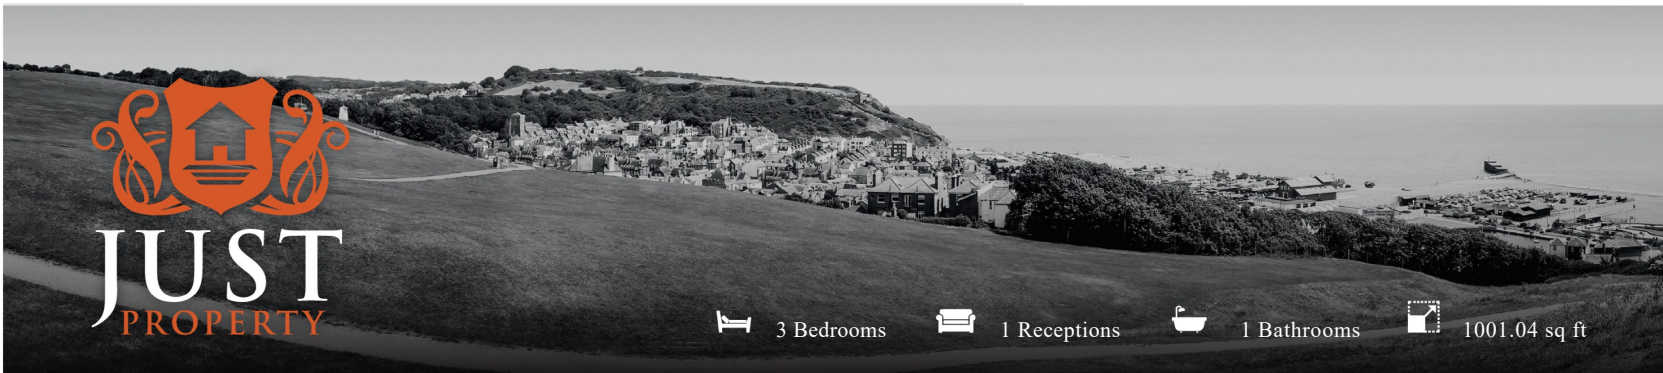 JUST
PROPERTY
3 Bedrooms 1 Receptions 1 Bathrooms 1001.04 sq ft